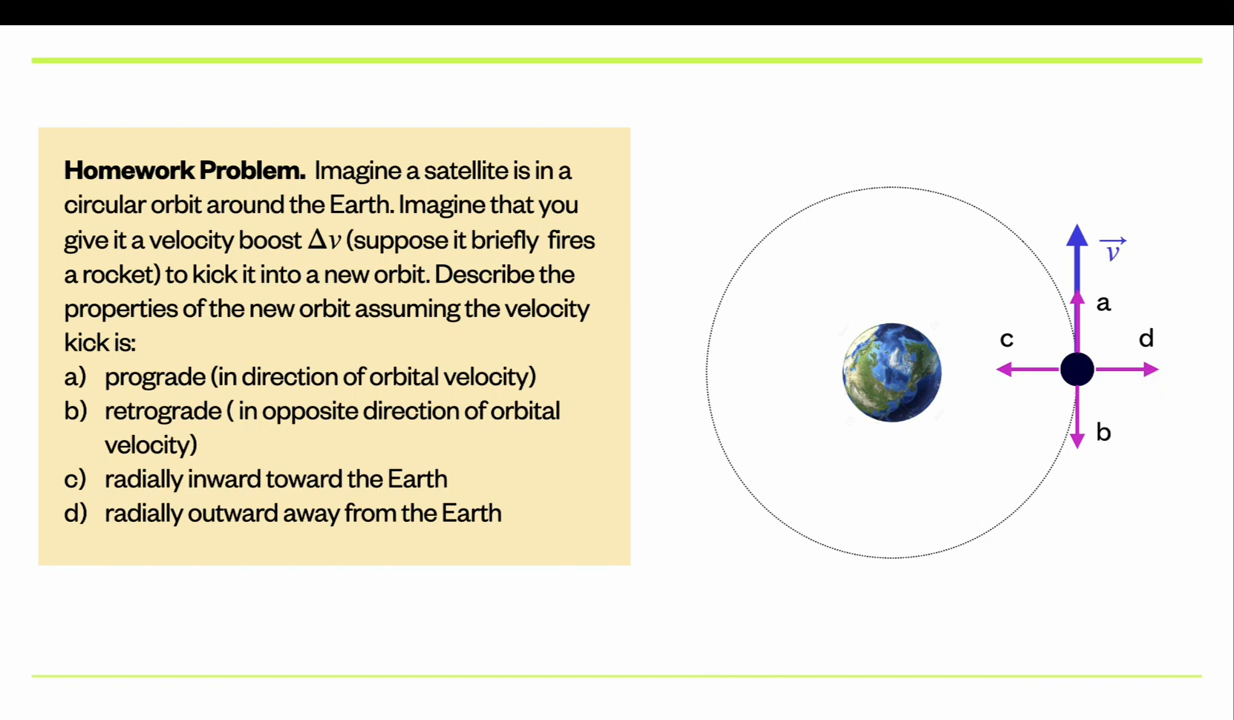 Homework Problem. Imagine a satellite is in a
circular orbit around the Earth. Imagine that you
give it a velocity boost Δv (suppose it briefly fires
a rocket) to kick it into a new orbit. Describe the
properties of the new orbit assuming the velocity
kick is:
a) prograde (in direction of orbital velocity)
b) retrograde ( in opposite direction of orbital
velocity)
c) radially inward toward the Earth
d) radially outward away from the Earth
v⃗
a
c
d
b